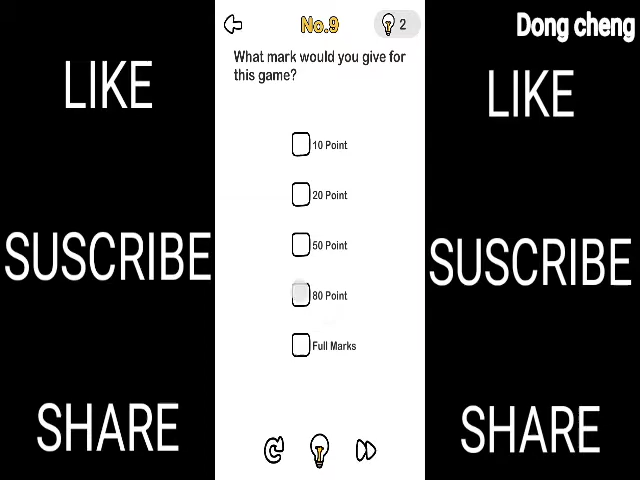 Dong cheng
No.9
2
What mark would you give for
this game?
LIKE
LIKE
10 Point
20 Point
50 Point
SUSCRIBE
SUSCRIBE
80 Point
Full Marks
SHARE
SHARE